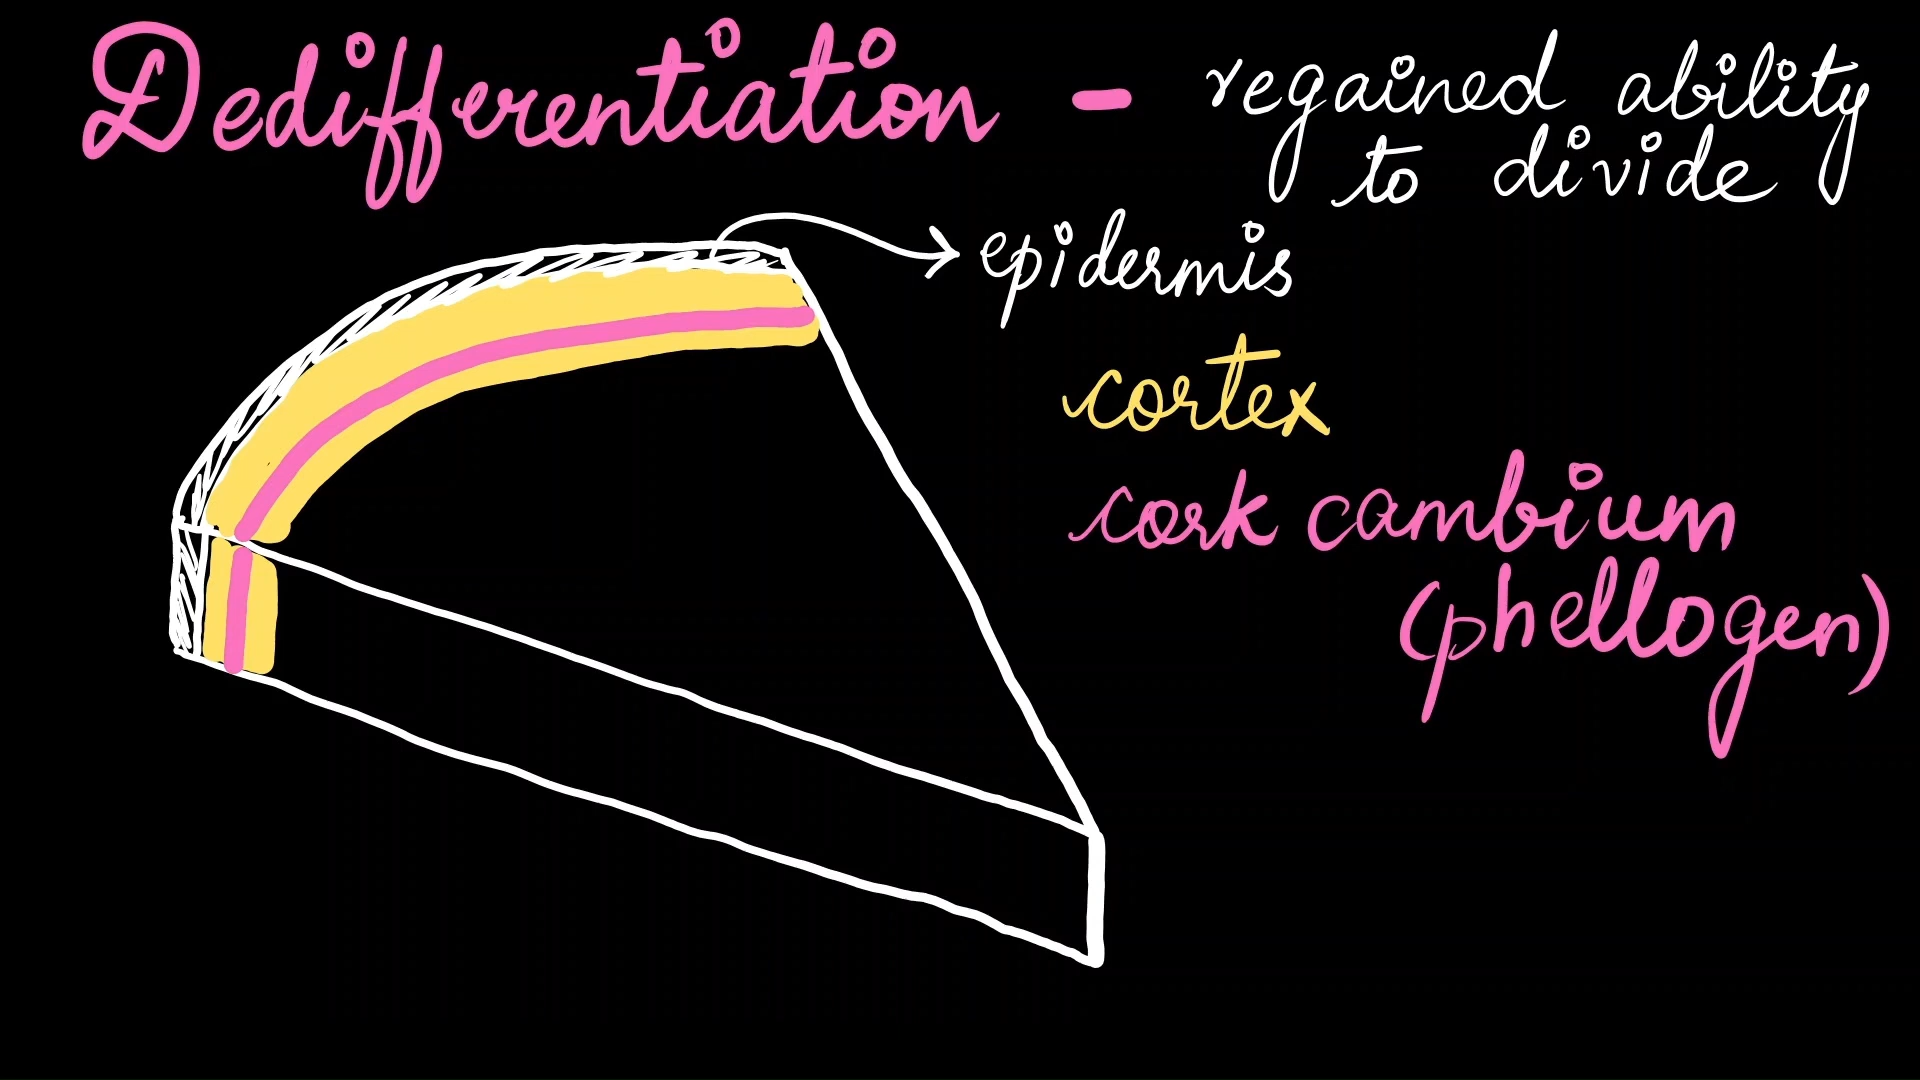 Dedifferentiation - regained ability
to divide
epidermis
cortex
cork cambium
(phellogen)